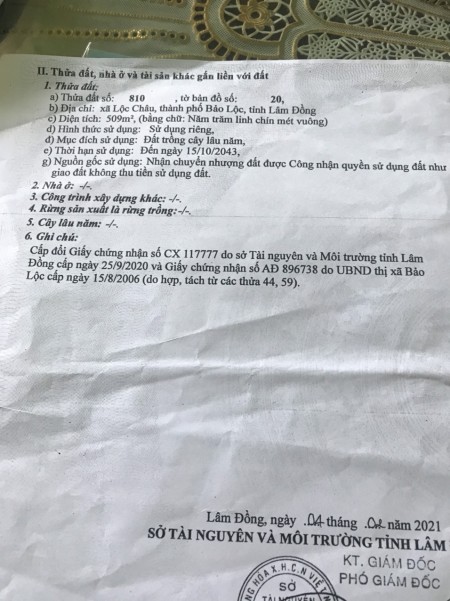 II. Thửa đất, nhà ở và tài sản khác gắn liền với đất
1. Thửa đất:
a) Thửa đất số: 810 , tờ bản đồ số: 20,
b) Địa chỉ: xã Lộc Châu, thành phố Bảo Lộc, tỉnh Lâm Đồng
c) Diện tích: 509m², (bằng chữ: Năm trăm lình chín mét vuông)
d) Hình thức sử dụng: Sử dụng riêng,
đ) Mục đích sử dụng: Đất trồng cây lâu năm,
e) Thời hạn sử dụng: Đến ngày 15/10/2043,
g) Nguồn gốc sử dụng: Nhận chuyển nhượng đất được Công nhận quyền sử dụng đất như
giao đất không thu tiền sử dụng đất.
2. Nhà ở: -/-.
3. Công trình xây dựng khác: -/-.
4. Rừng sản xuất là rừng trồng:-/-.
5. Cây lâu năm: -/-.
6. Ghi chú:
Cấp đổi Giấy chứng nhận số CX 117777 do sở Tài nguyên và Môi trường tỉnh Lâm
Đồng cấp ngày 25/9/2020 và Giấy chứng nhận số AĐ 896738 do UBND thị xã Bảo
Lộc cấp ngày 15/8/2006 (do hợp, tách từ các thửa 44, 59).
Lâm Đồng, ngày .04 tháng .02 năm 2021
SỞ TÀI NGUYÊN VÀ MÔI TRƯỜNG TỈNH LÂM
KT. GIÁM ĐỐC
PHÓ GIÁM ĐỐC
HÒA X.H.C.N VIỆ
SỞ
TÀI NGUYÊN